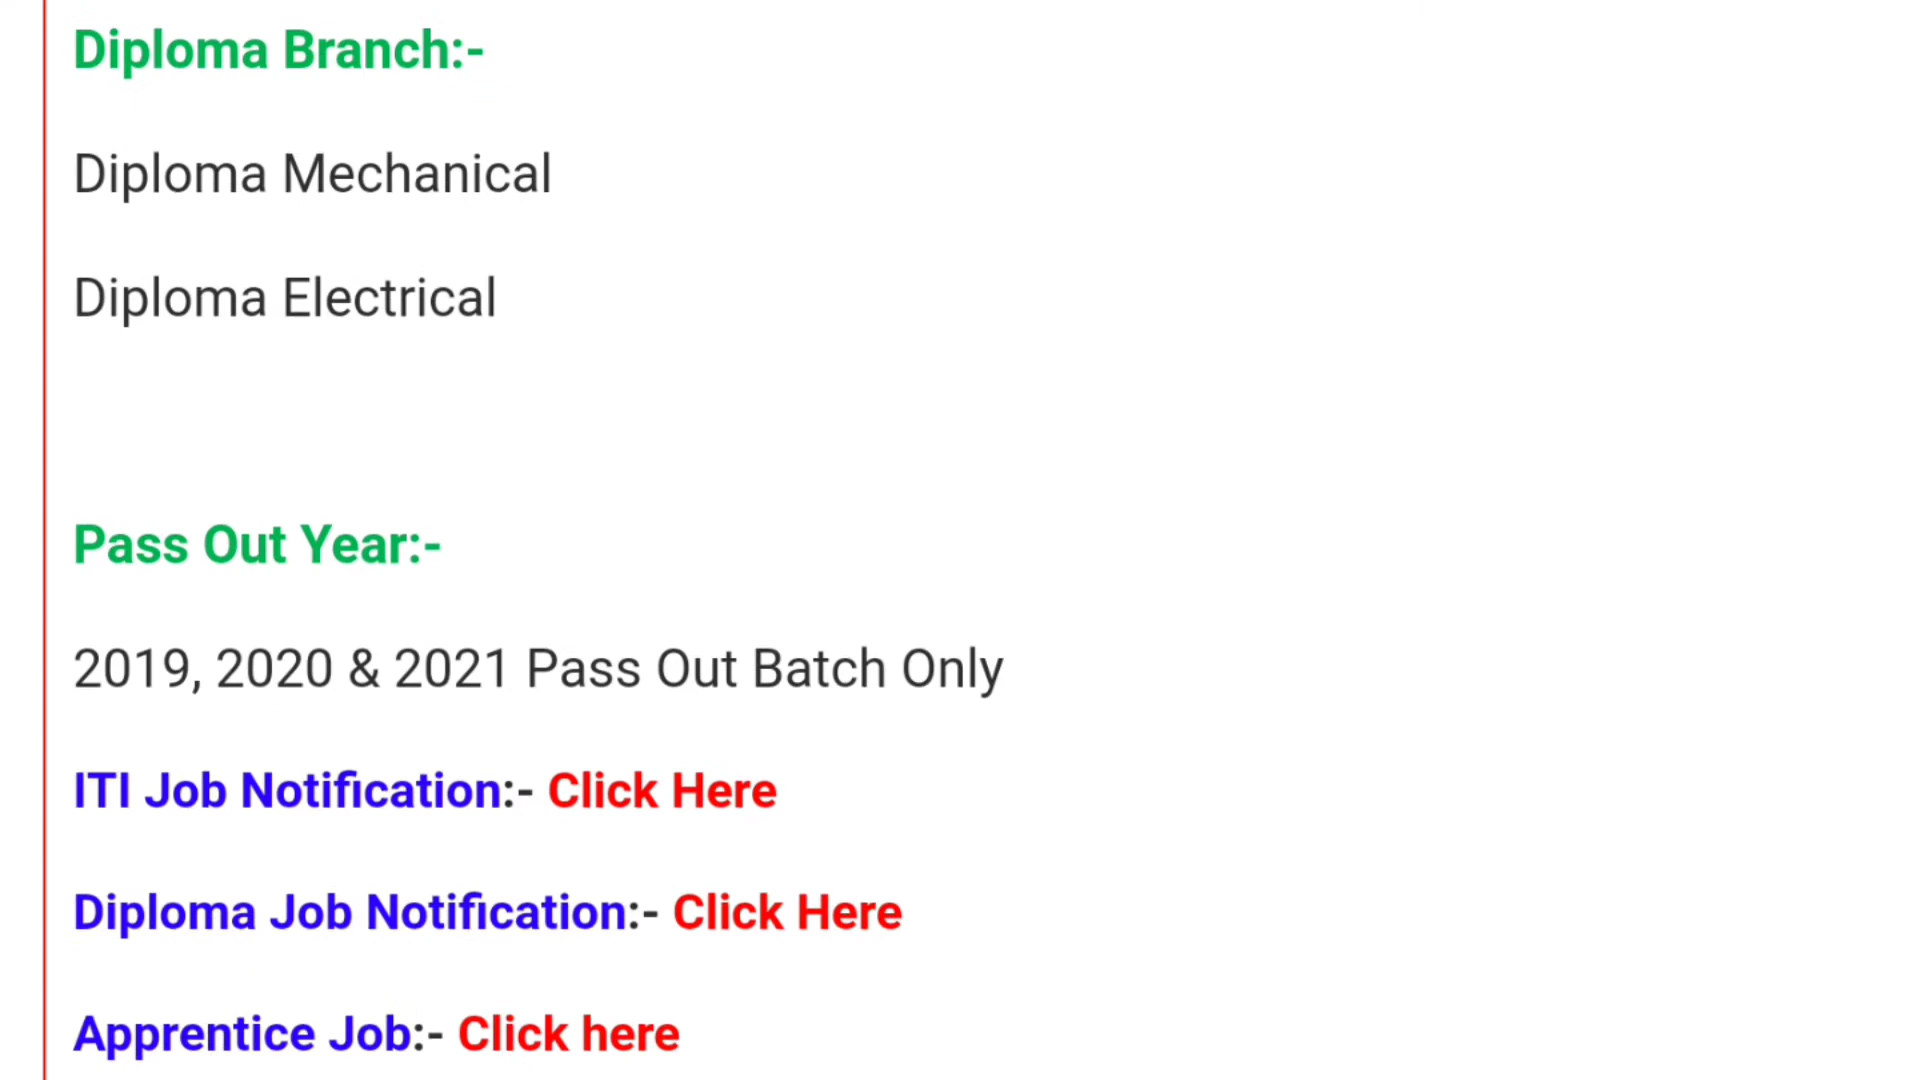 Diploma Branch:-
Diploma Mechanical
Diploma Electrical
Pass Out Year:-
2019, 2020 & 2021 Pass Out Batch Only
ITI Job Notification:- Click Here
Diploma Job Notification:- Click Here
Apprentice Job:- Click here